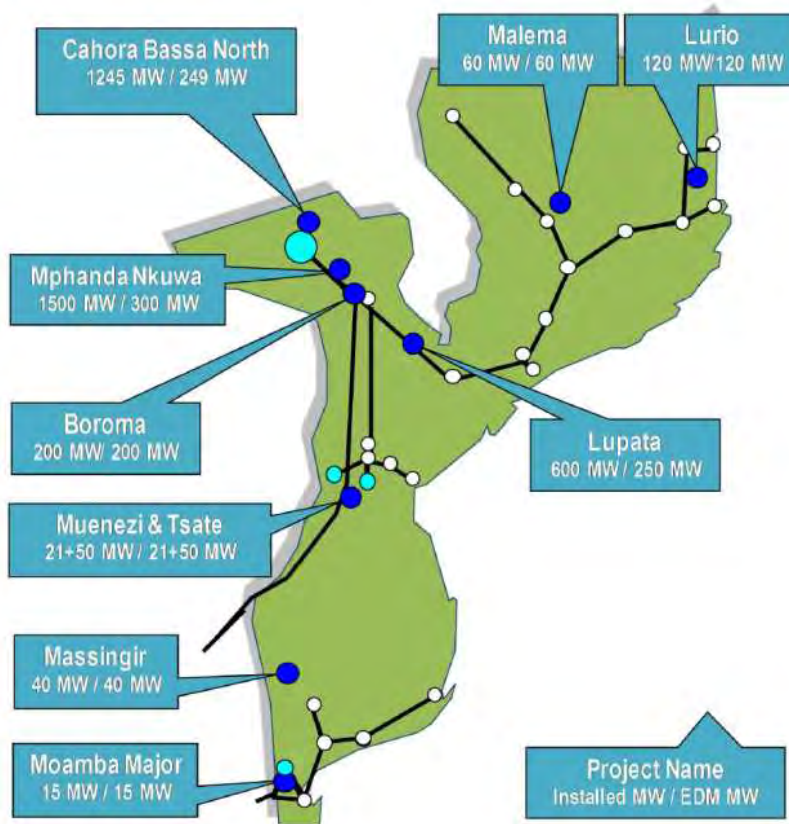 Cahora Bassa North
1245 MW / 249 MW
Malema
60 MW / 60 MW
Lurio
120 MW/120 MW
Mphanda Nkuwa
1500 MW / 300 MW
Boroma
200 MW/ 200 MW
Lupata
600 MW / 250 MW
Muenezi & Tsate
21+50 MW / 21+50 MW
Massingir
40 MW / 40 MW
Moamba Major
15 MW / 15 MW
Project Name
Installed MW / EDM MW